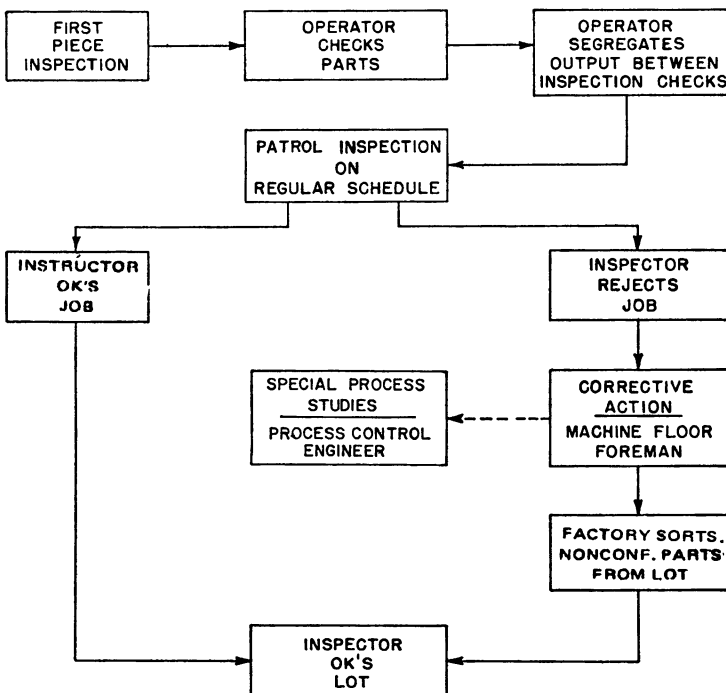 FIRST
PIECE
INSPECTION
OPERATOR
CHECKS
PARTS
OPERATOR
SEGREGATES
OUTPUT BETWEEN
INSPECTION CHECKS
PATROL INSPECTION
ON
REGULAR SCHEDULE
INSTRUCTOR
OK'S
JOB
INSPECTOR
REJECTS
JOB
SPECIAL PROCESS
STUDIES
PROCESS CONTROL
ENGINEER
CORRECTIVE
ACTION
MACHINE FLOOR
FOREMAN
FACTORY SORTS.
NONCONF. PARTS
FROM LOT
INSPECTOR
OK'S
LOT